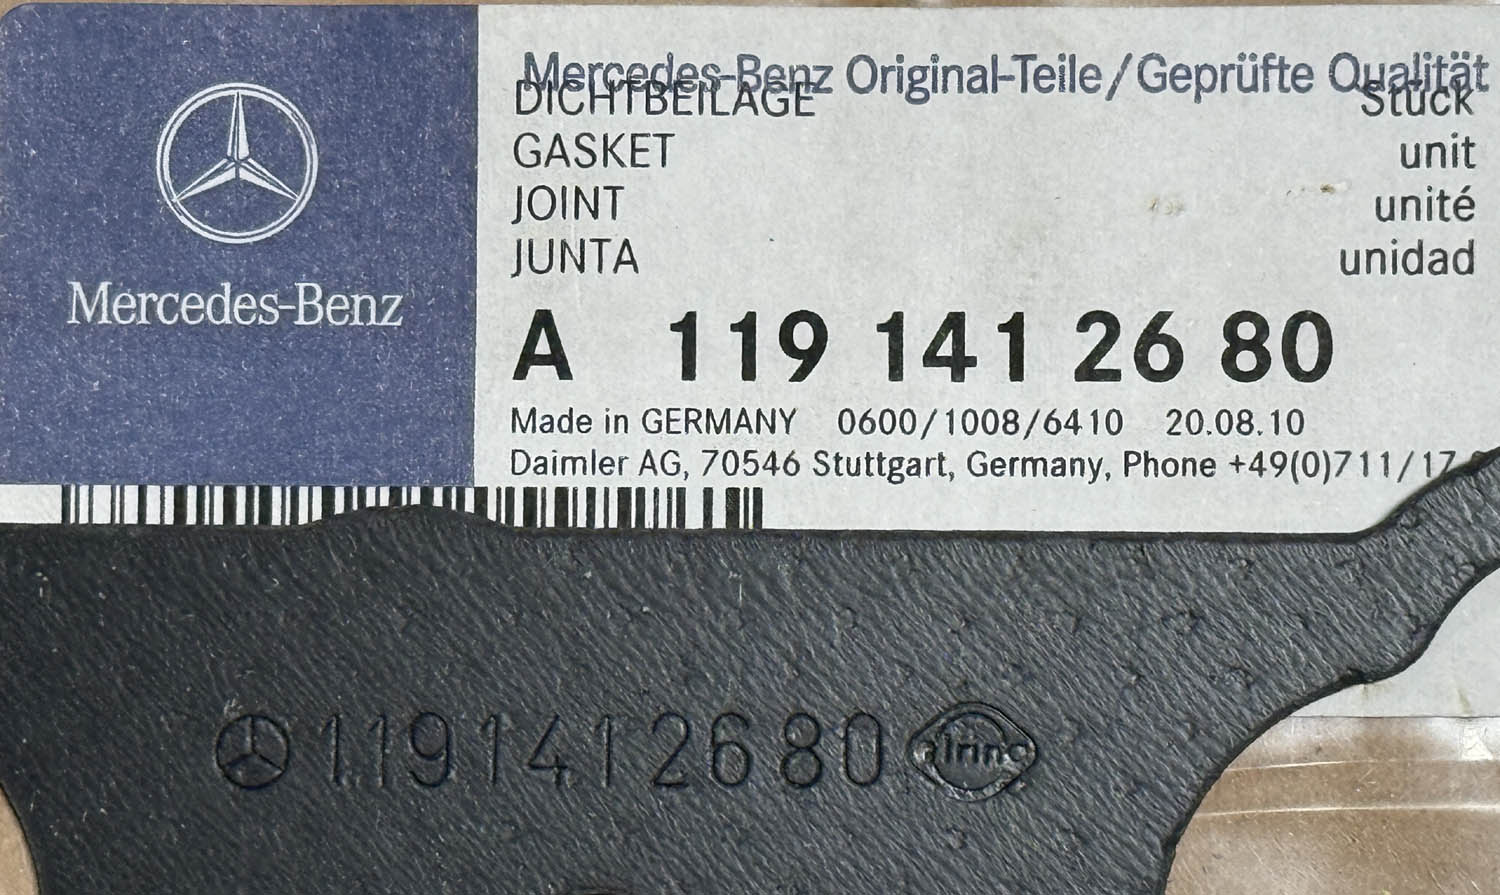 Mercedes-Benz Original-Teile/Geprüfte Qualität
DICHTBEILAGE Stück
GASKET unit
JOINT unité
JUNTA unidad
Mercedes-Benz
A 119 141 26 80
Made in GERMANY 0600/1008/6410 20.08.10
Daimler AG, 70546 Stuttgart, Germany, Phone +49(0)711/17
1191412680 elring